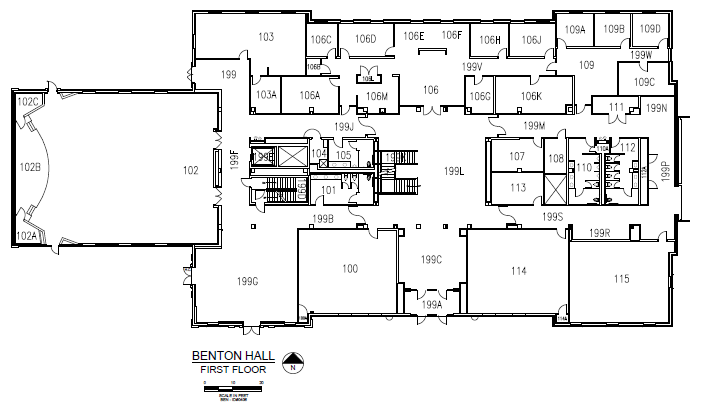 103
106C
106D
106E
106F
106H
106J
109A
109B
109D
199
106B
106L
199V
109
199W
103A
106A
106M
106
106G
106K
109C
102C
111
199N
199J
199M
102B
102
199F
199E
104
105
199K
199L
107
108
110
110A
112
199P
101
113
102A
199B
199S
199R
199G
100
199C
114
115
199A
114A
BENTON HALL
FIRST FLOOR
N
0 10 20
SCALE IN FEET